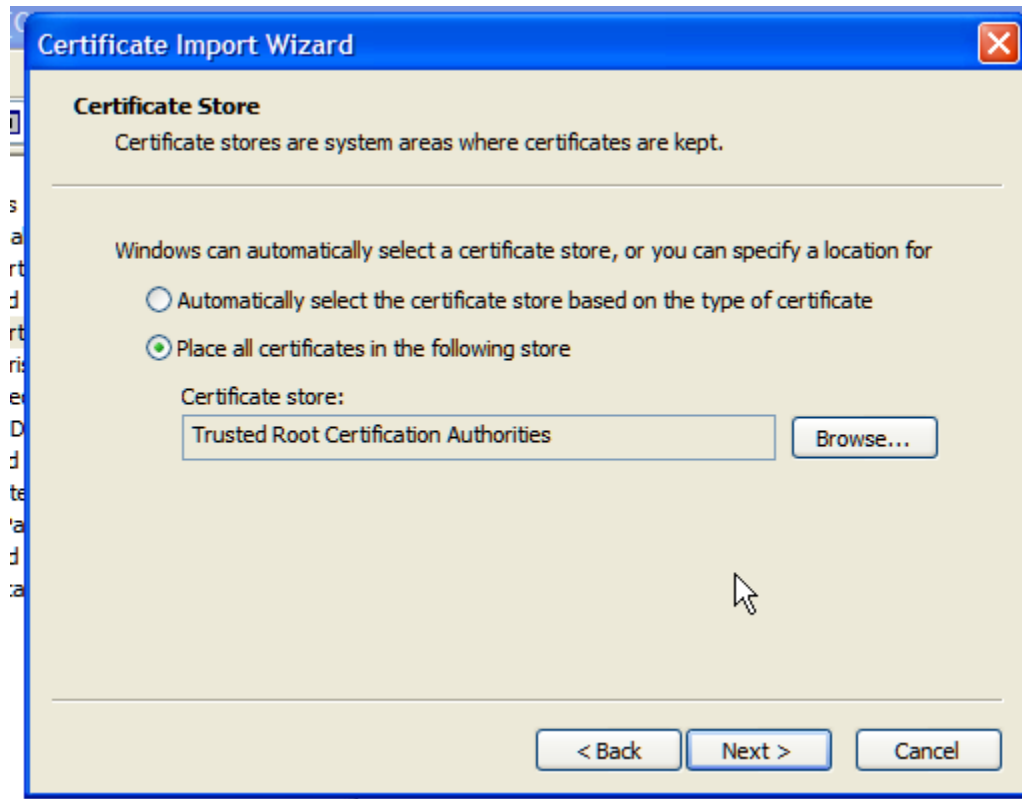 Certificate Import Wizard
Certificate Store
Certificate stores are system areas where certificates are kept.
Windows can automatically select a certificate store, or you can specify a location for
Automatically select the certificate store based on the type of certificate
Place all certificates in the following store
Certificate store:
Trusted Root Certification Authorities
Browse...
< Back
Next >
Cancel